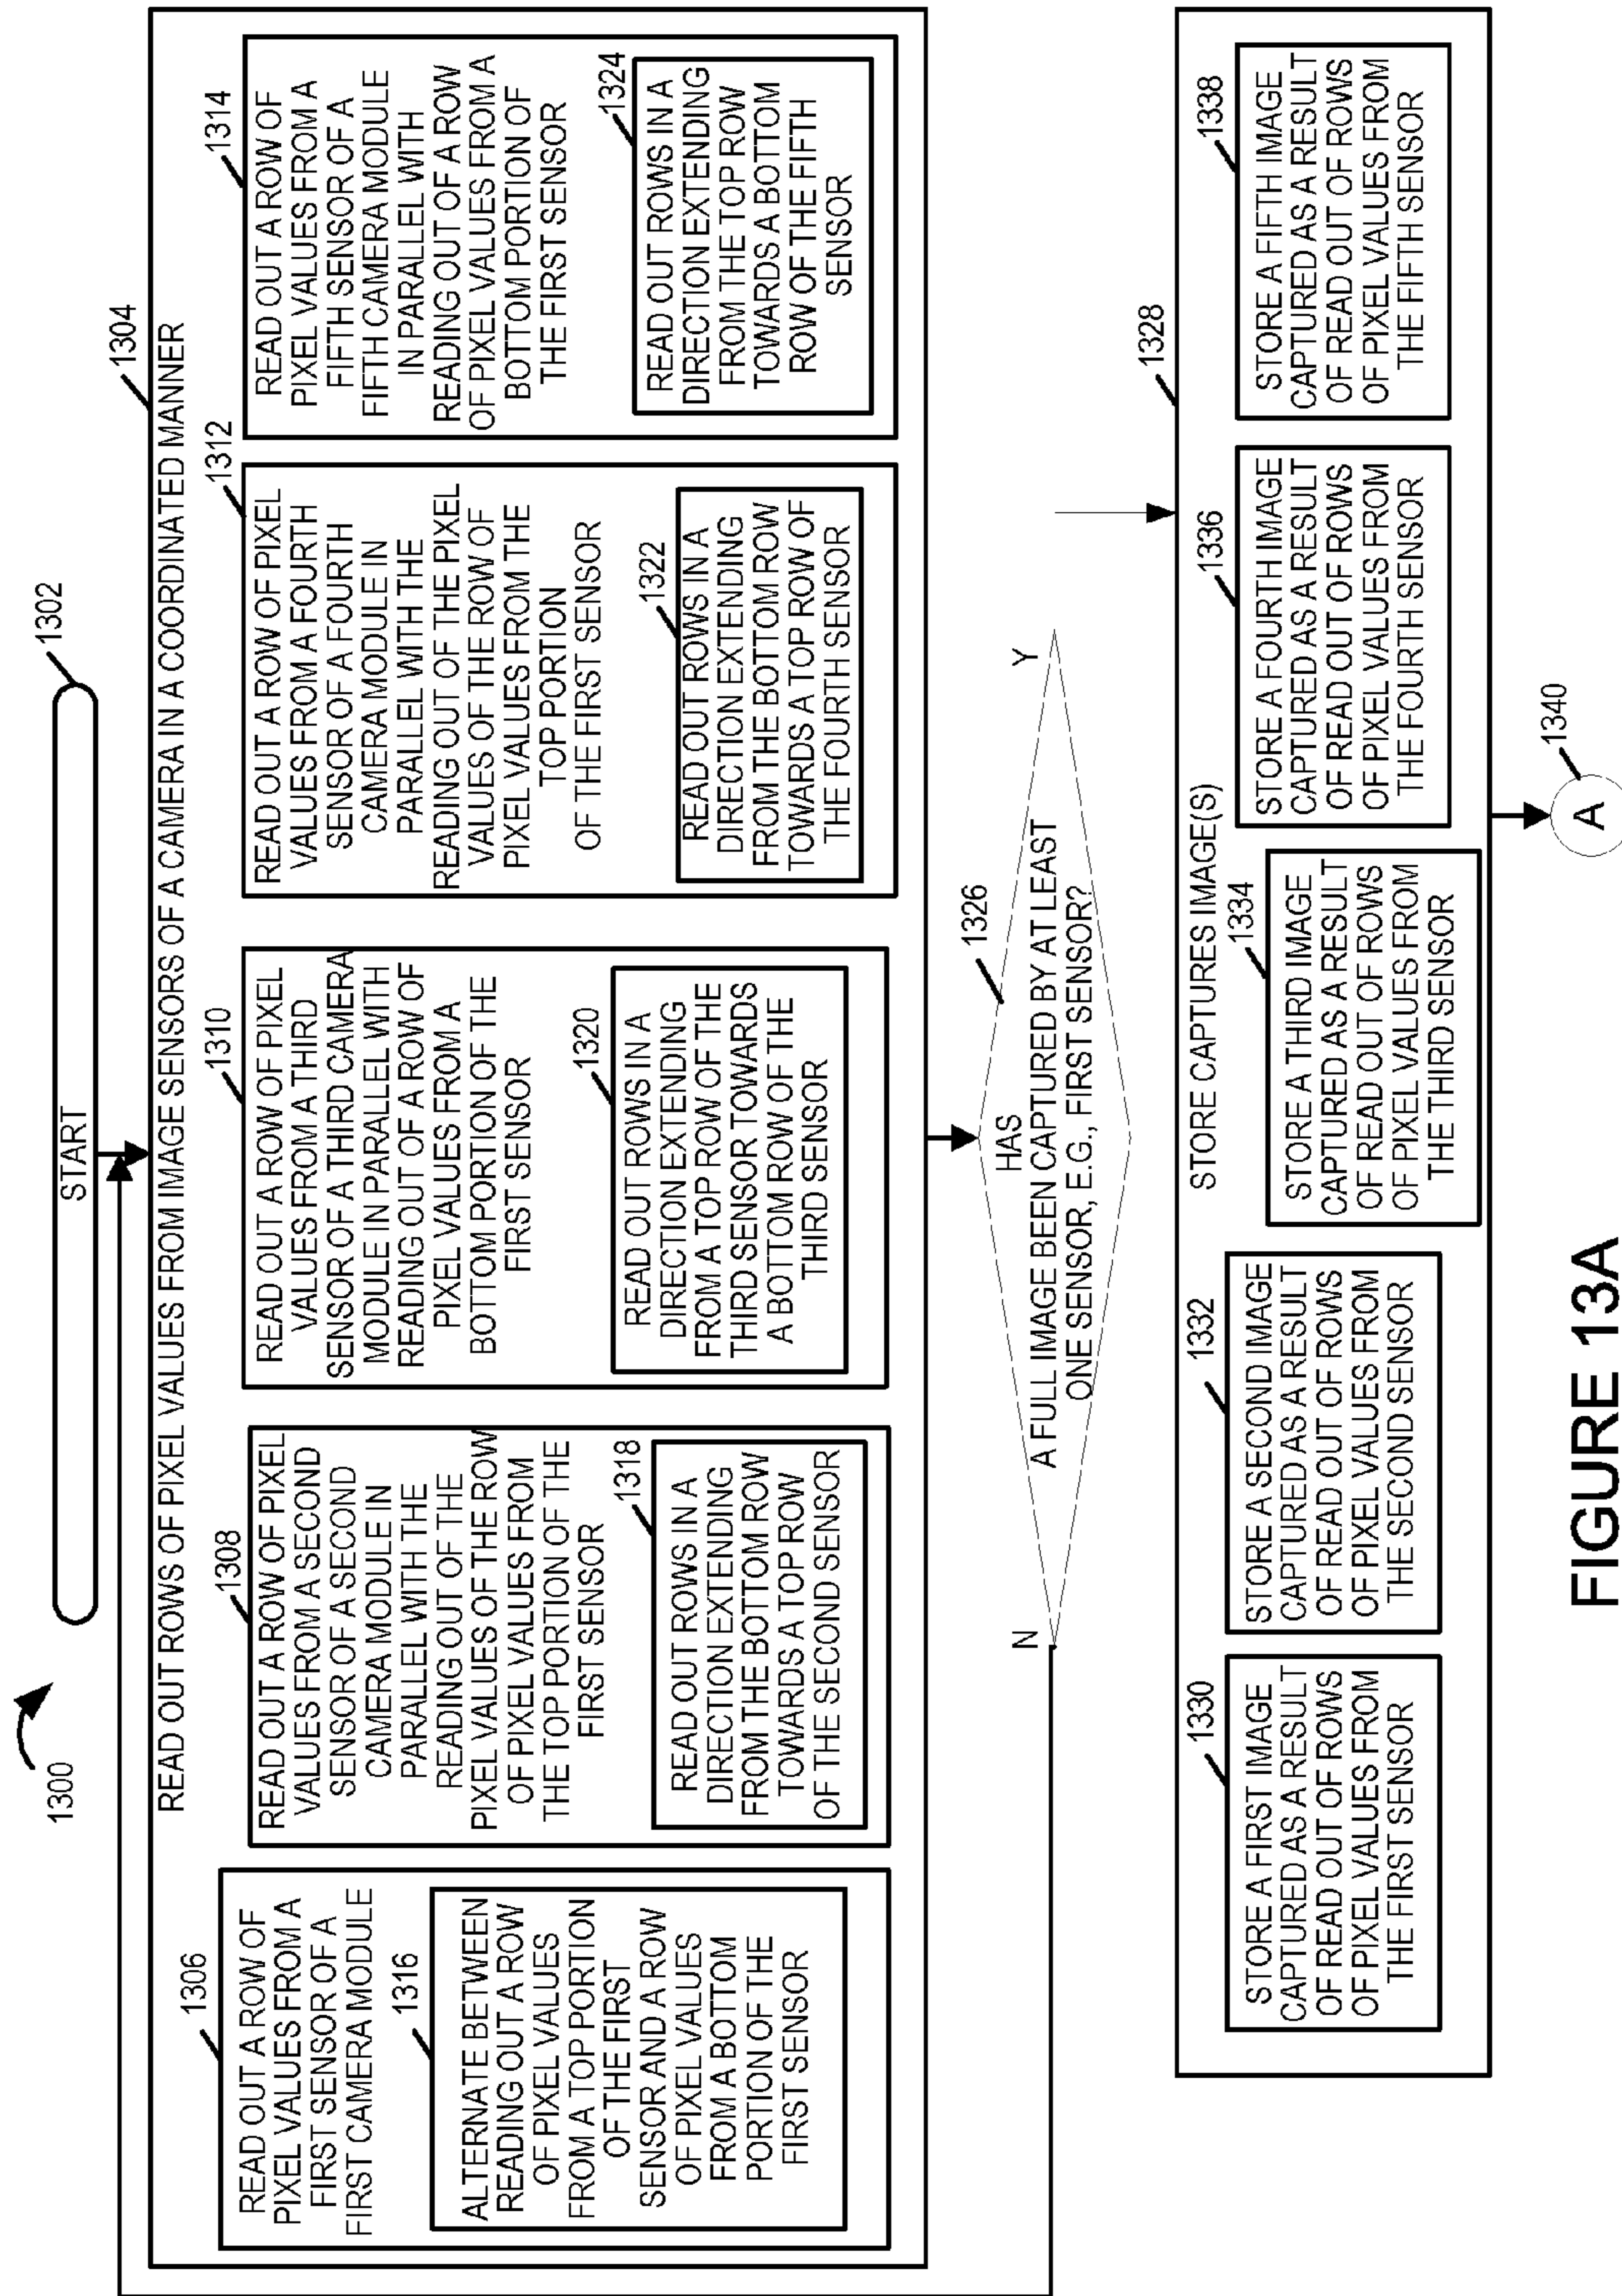 1300
START
1302
1304
READ OUT ROWS OF PIXEL VALUES FROM IMAGE SENSORS OF A CAMERA IN A COORDINATED MANNER
1306
READ OUT A ROW OF
PIXEL VALUES FROM A
FIRST SENSOR OF A
FIRST CAMERA MODULE
1316
ALTERNATE BETWEEN
READING OUT A ROW
OF PIXEL VALUES
FROM A TOP PORTION
OF THE FIRST
SENSOR AND A ROW
OF PIXEL VALUES
FROM A BOTTOM
PORTION OF THE
FIRST SENSOR
1308
READ OUT A ROW OF PIXEL
VALUES FROM A SECOND
SENSOR OF A SECOND
CAMERA MODULE IN
PARALLEL WITH THE
READING OUT OF THE
PIXEL VALUES OF THE ROW
OF PIXEL VALUES FROM
THE TOP PORTION OF THE
FIRST SENSOR
1318
READ OUT ROWS IN A
DIRECTION EXTENDING
FROM THE BOTTOM ROW
TOWARDS A TOP ROW
OF THE SECOND SENSOR
1310
READ OUT A ROW OF PIXEL
VALUES FROM A THIRD
SENSOR OF A THIRD CAMERA
MODULE IN PARALLEL WITH
READING OUT OF A ROW OF
PIXEL VALUES FROM A
BOTTOM PORTION OF THE
FIRST SENSOR
1320
READ OUT ROWS IN A
DIRECTION EXTENDING
FROM A TOP ROW OF THE
THIRD SENSOR TOWARDS
A BOTTOM ROW OF THE
THIRD SENSOR
1312
READ OUT A ROW OF PIXEL
VALUES FROM A FOURTH
SENSOR OF A FOURTH
CAMERA MODULE IN
PARALLEL WITH THE
READING OUT OF THE PIXEL
VALUES OF THE ROW OF
PIXEL VALUES FROM THE
TOP PORTION
OF THE FIRST SENSOR
1322
READ OUT ROWS IN A
DIRECTION EXTENDING
FROM THE BOTTOM ROW
TOWARDS A TOP ROW OF
THE FOURTH SENSOR
1314
READ OUT A ROW OF
PIXEL VALUES FROM A
FIFTH SENSOR OF A
FIFTH CAMERA MODULE
IN PARALLEL WITH
READING OUT OF A ROW
OF PIXEL VALUES FROM A
BOTTOM PORTION OF
THE FIRST SENSOR
1324
READ OUT ROWS IN A
DIRECTION EXTENDING
FROM THE TOP ROW
TOWARDS A BOTTOM
ROW OF THE FIFTH
SENSOR
1326
HAS
A FULL IMAGE BEEN CAPTURED BY AT LEAST
ONE SENSOR, E.G., FIRST SENSOR?
N
Y
1328
STORE CAPTURES IMAGE(S)
1330
STORE A FIRST IMAGE
CAPTURED AS A RESULT
OF READ OUT OF ROWS
OF PIXEL VALUES FROM
THE FIRST SENSOR
1332
STORE A SECOND IMAGE
CAPTURED AS A RESULT
OF READ OUT OF ROWS
OF PIXEL VALUES FROM
THE SECOND SENSOR
1334
STORE A THIRD IMAGE
CAPTURED AS A RESULT
OF READ OUT OF ROWS
OF PIXEL VALUES FROM
THE THIRD SENSOR
1336
STORE A FOURTH IMAGE
CAPTURED AS A RESULT
OF READ OUT OF ROWS
OF PIXEL VALUES FROM
THE FOURTH SENSOR
1338
STORE A FIFTH IMAGE
CAPTURED AS A RESULT
OF READ OUT OF ROWS
OF PIXEL VALUES FROM
THE FIFTH SENSOR
A
1340
FIGURE 13A